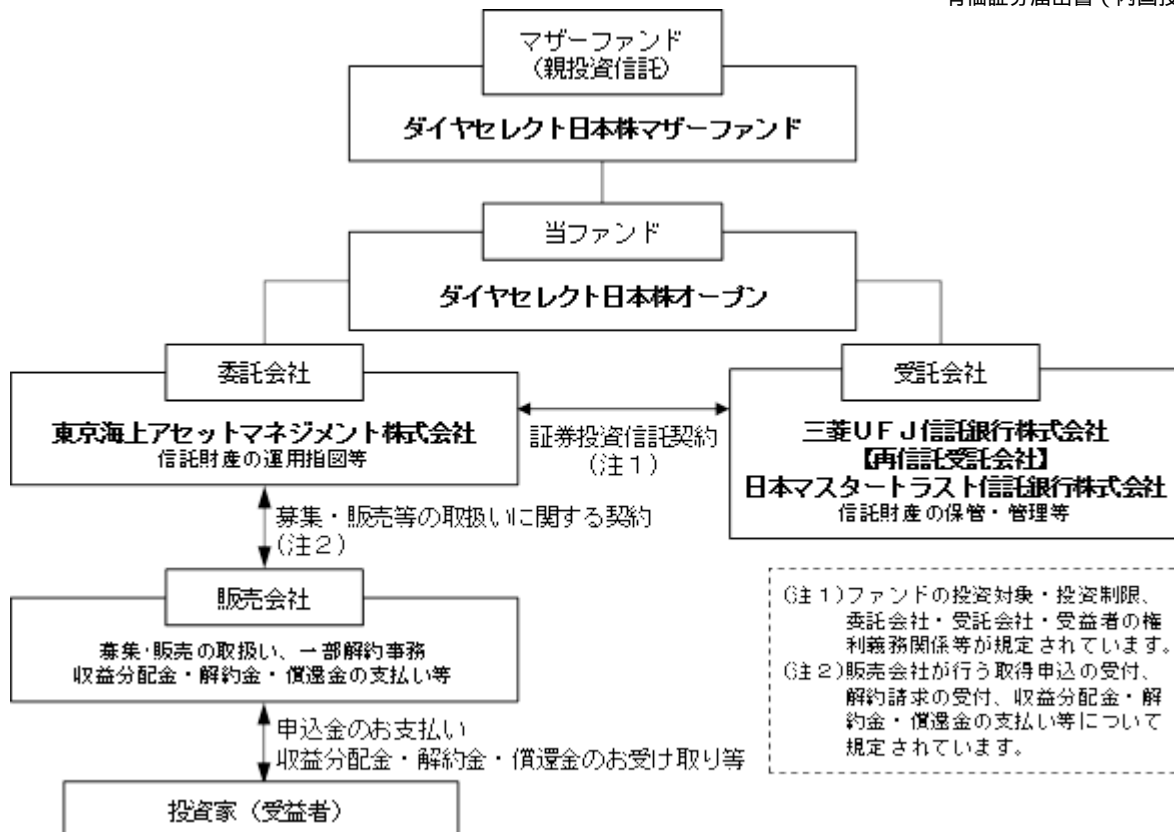 マザーファンド
(親投資信託)
ダイヤセレクト日本株マザーファンド
当ファンド
ダイヤセレクト日本株オープン
委託会社
東京海上アセットマネジメント株式会社
信託財産の運用指図等
証券投資信託契約
(注1)
受託会社
三菱UFJ信託銀行株式会社
【再信託受託会社】
日本マスタートラスト信託銀行株式会社
信託財産の保管・管理等
募集・販売等の取扱いに関する契約
(注2)
販売会社
募集・販売の取扱い、一部解約事務
収益分配金・解約金・償還金の支払い等
(注1)ファンドの投資対象・投資制限、
委託会社・受託会社・受益者の権
利義務関係等が規定されています。
(注2)販売会社が行う取得申込の受付、
解約請求の受付、収益分配金・解
約金・償還金の支払い等について
規定されています。
申込金のお支払い
収益分配金・解約金・償還金のお受け取り等
投資家(受益者)